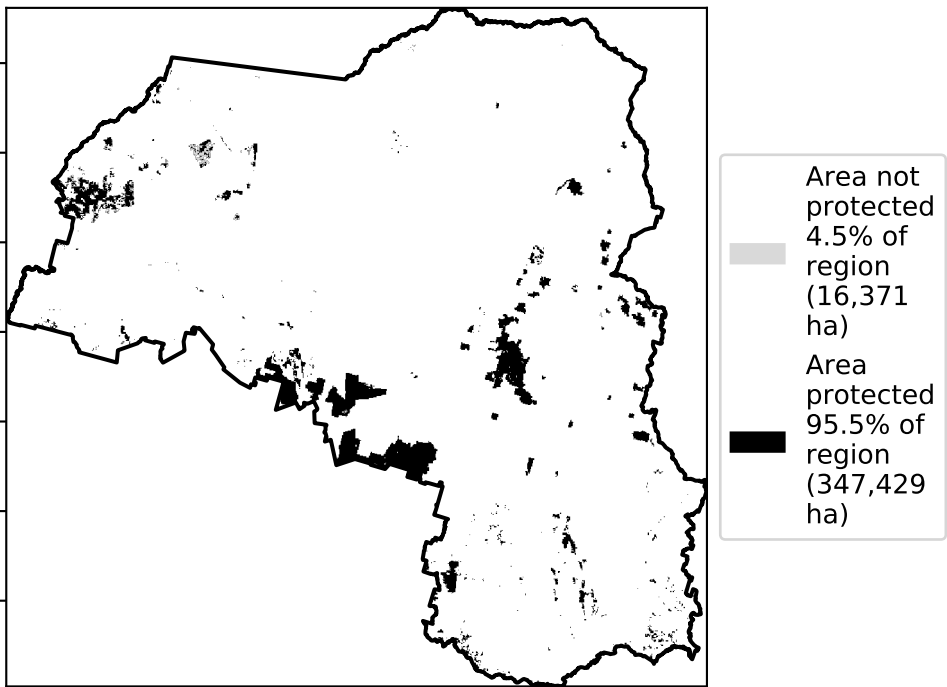 Area not
protected
4.5% of
region
(16,371
ha)
Area
protected
95.5% of
region
(347,429
ha)